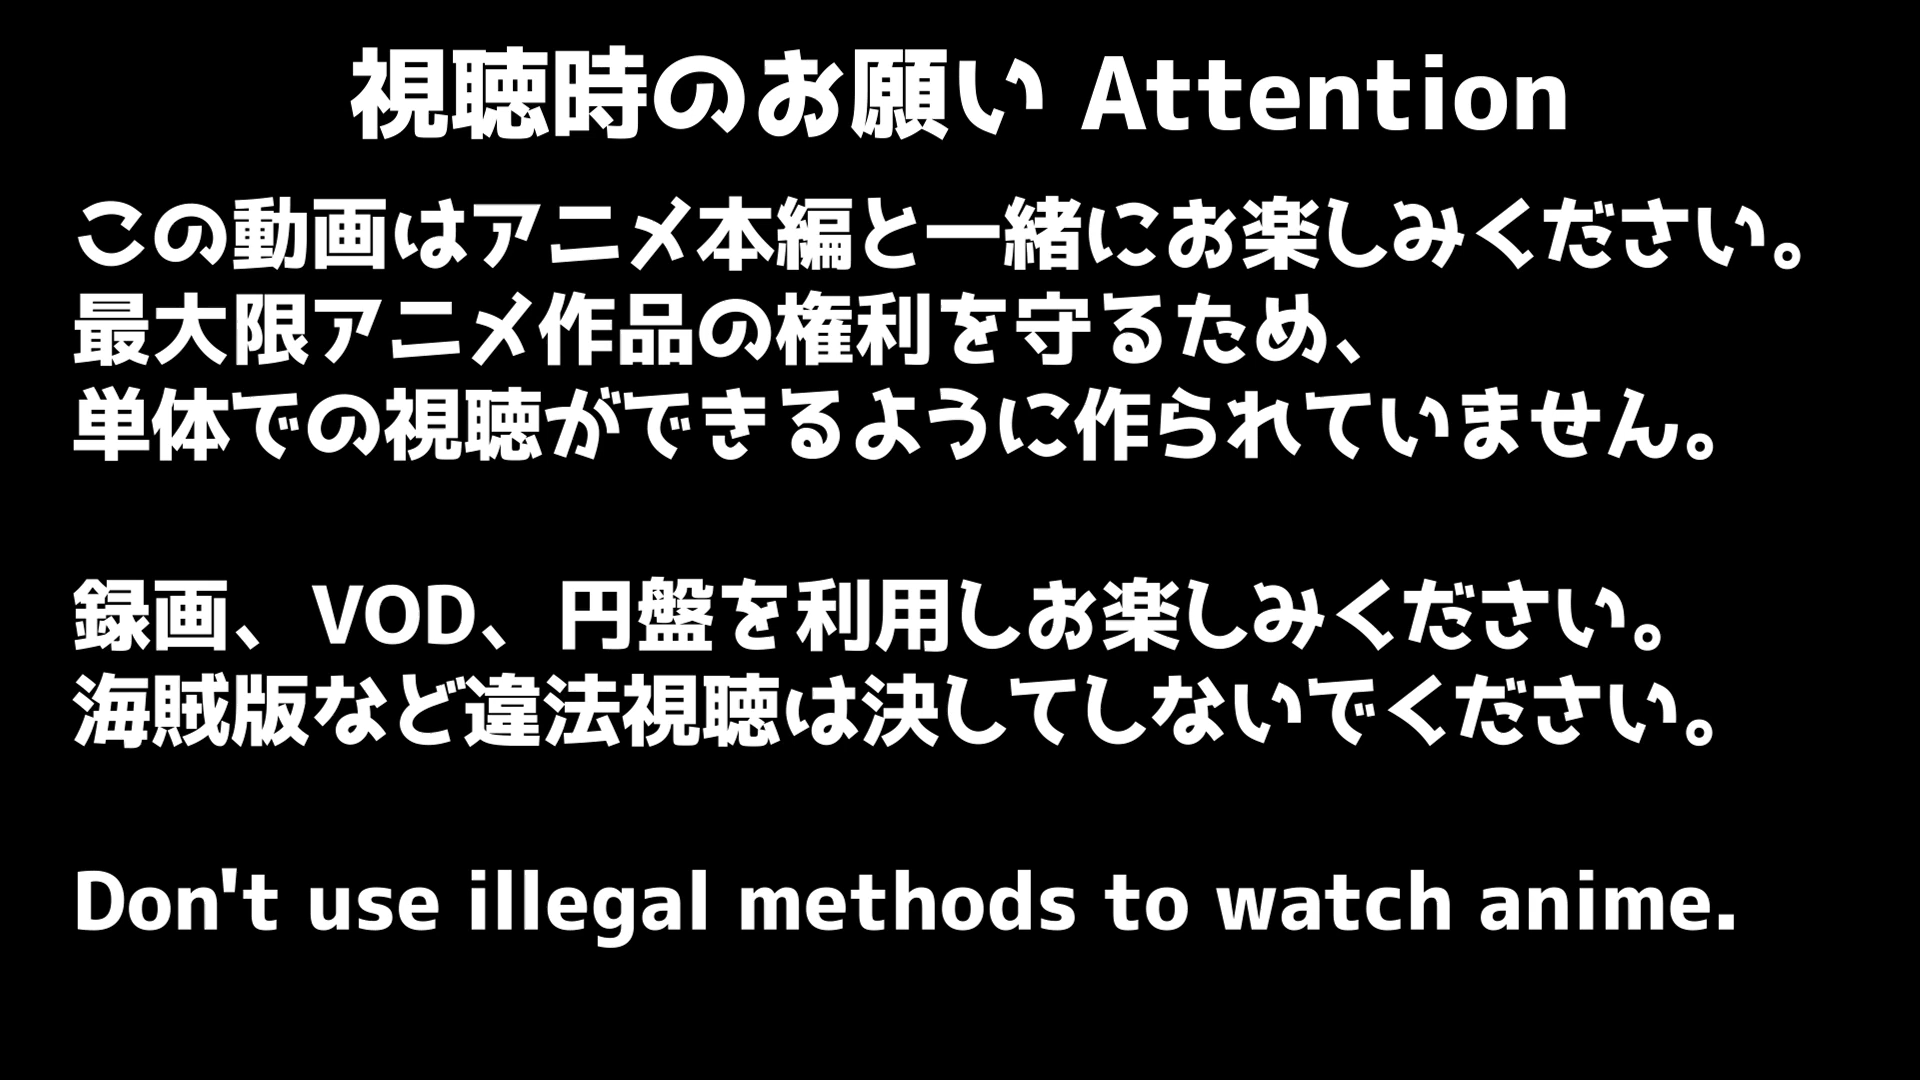 視聴時のお願い Attention
この動画はアニメ本編と一緒にお楽しみください。
最大限アニメ作品の権利を守るため、
単体での視聴ができるように作られていません。
録画、VOD、円盤を利用しお楽しみください。
海賊版など違法視聴は決してしないでください。
Don't use illegal methods to watch anime.